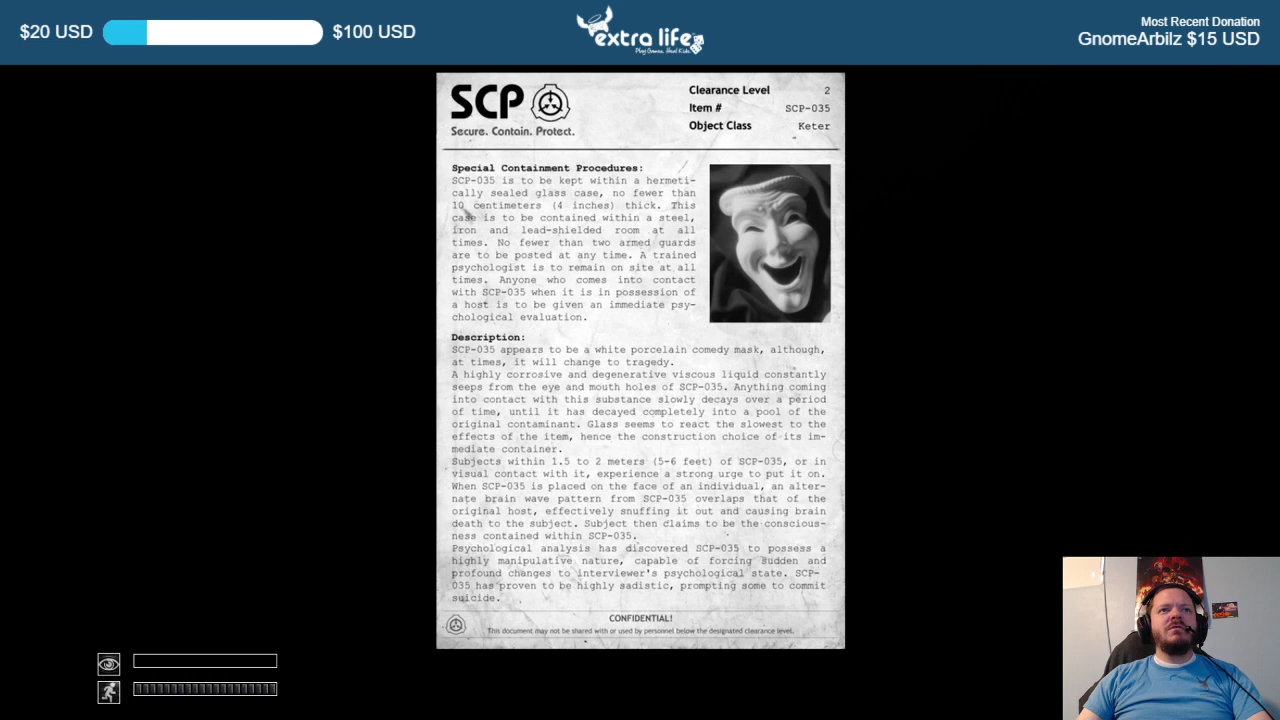 $20 USD
$100 USD
extra life
Play Games. Heal Kids.
Most Recent Donation
GnomeArbilz $15 USD
SCP
Secure. Contain. Protect.
Clearance Level 2
Item # SCP-035
Object Class Keter
Special Containment Procedures:
SCP-035 is to be kept within a hermeti-
cally sealed glass case, no fewer than
10 centimeters (4 inches) thick. This
case is to be contained within a steel,
iron and lead-shielded room at all
times. No fewer than two armed guards
are to be posted at any time. A trained
psychologist is to remain on site at all
times. Anyone who comes into contact
with SCP-035 when it is in possession of
a host is to be given an immediate psy-
chological evaluation.
Description:
SCP-035 appears to be a white porcelain comedy mask, although,
at times, it will change to tragedy.
A highly corrosive and degenerative viscous liquid constantly
seeps from the eye and mouth holes of SCP-035. Anything coming
into contact with this substance slowly decays over a period
of time, until it has decayed completely into a pool of the
original contaminant. Glass seems to react the slowest to the
effects of the item, hence the construction choice of its im-
mediate container.
Subjects within 1.5 to 2 meters (5-6 feet) of SCP-035, or in
visual contact with it, experience a strong urge to put it on.
When SCP-035 is placed on the face of an individual, an alter-
nate brain wave pattern from SCP-035 overlaps that of the
original host, effectively snuffing it out and causing brain
death to the subject. Subject then claims to be the conscious-
ness contained within SCP-035.
Psychological analysis has discovered SCP-035 to possess a
highly manipulative nature, capable of forcing sudden and
profound changes to interviewer's psychological state. SCP-
035 has proven to be highly sadistic, prompting some to commit
suicide.
CONFIDENTIAL!
This document may not be shared with or used by personnel below the designated clearance level.